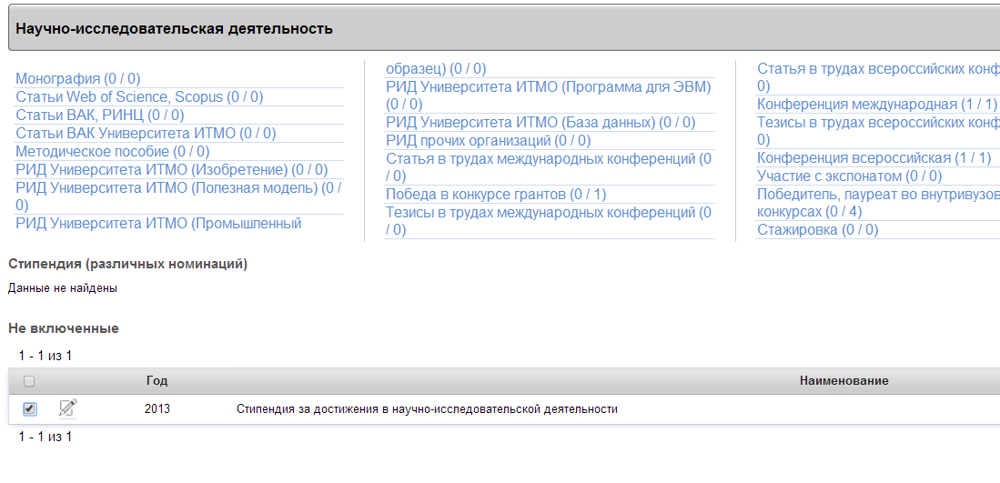 Научно-исследовательская деятельность
Монография (0 / 0)
Статьи Web of Science, Scopus (0 / 0)
Статьи ВАК, РИНЦ (0 / 0)
Статьи ВАК Университета ИТМО (0 / 0)
Методическое пособие (0 / 0)
РИД Университета ИТМО (Изобретение) (0 / 0)
РИД Университета ИТМО (Полезная модель) (0 /
0)
РИД Университета ИТМО (Промышленный
образец) (0 / 0)
РИД Университета ИТМО (Программа для ЭВМ)
(0 / 0)
РИД Университета ИТМО (База данных) (0 / 0)
РИД прочих организаций (0 / 0)
Статья в трудах международных конференций (0
/ 0)
Победа в конкурсе грантов (0 / 1)
Тезисы в трудах международных конференций (0
/ 0)
Статья в трудах всероссийских конф
0)
Конференция международная (1 / 1)
Тезисы в трудах всероссийских конф
0)
Конференция всероссийская (1 / 1)
Участие с экспонатом (0 / 0)
Победитель, лауреат во внутривузов
конкурсах (0 / 4)
Стажировка (0 / 0)
Стипендия (различных номинаций)
Данные не найдены
Не включенные
1 - 1 из 1
Год Наименование
2013 Стипендия за достижения в научно-исследовательской деятельности
1 - 1 из 1